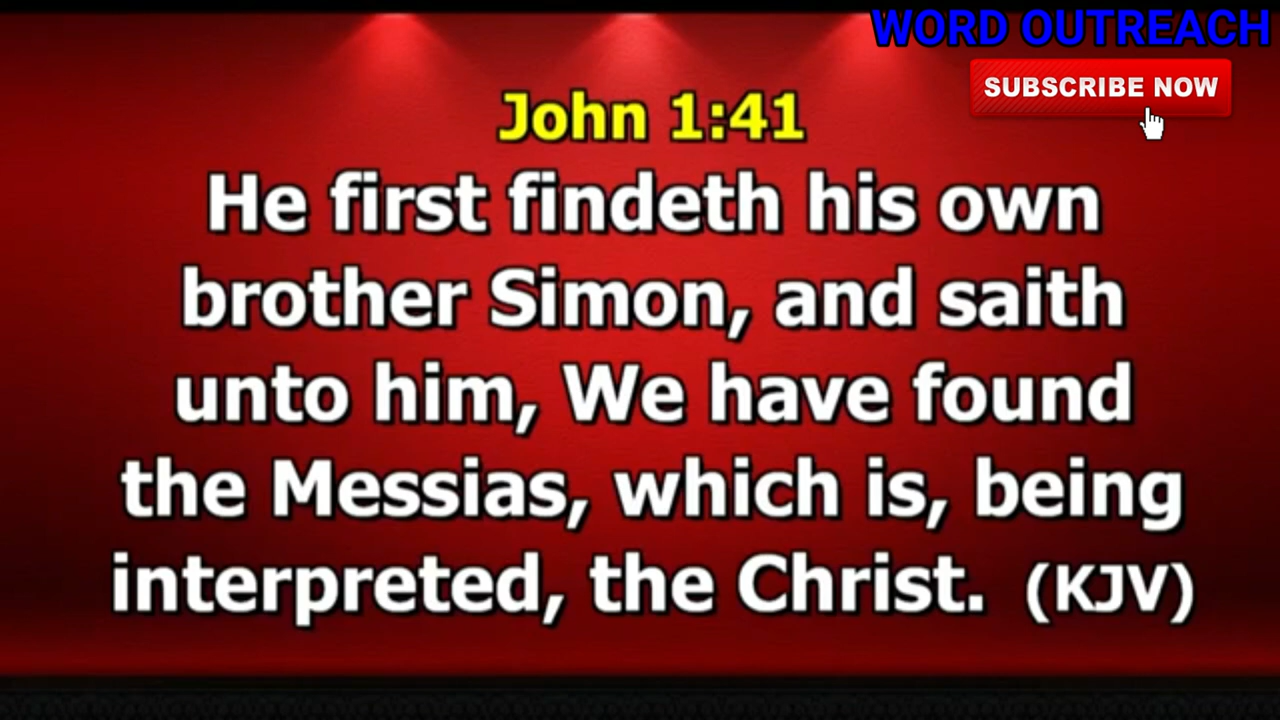 WORD OUTREACH
SUBSCRIBE NOW
John 1:41
He first findeth his own
brother Simon, and saith
unto him, We have found
the Messias, which is, being
interpreted, the Christ. (KJV)